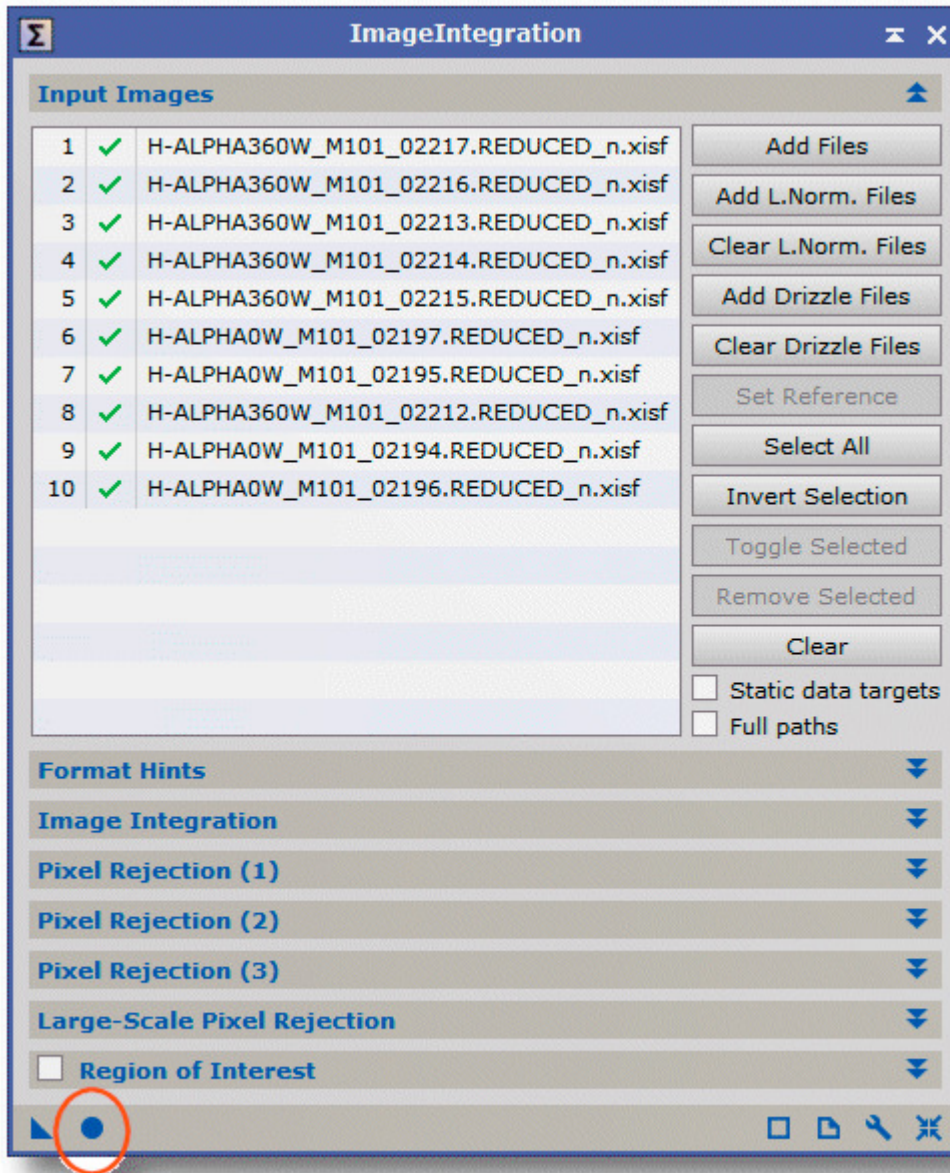 Σ ImageIntegration
Input Images
1 H-ALPHA360W_M101_02217.REDUCED_n.xisf
2 H-ALPHA360W_M101_02216.REDUCED_n.xisf
3 H-ALPHA360W_M101_02213.REDUCED_n.xisf
4 H-ALPHA360W_M101_02214.REDUCED_n.xisf
5 H-ALPHA360W_M101_02215.REDUCED_n.xisf
6 H-ALPHA0W_M101_02197.REDUCED_n.xisf
7 H-ALPHA0W_M101_02195.REDUCED_n.xisf
8 H-ALPHA360W_M101_02212.REDUCED_n.xisf
9 H-ALPHA0W_M101_02194.REDUCED_n.xisf
10 H-ALPHA0W_M101_02196.REDUCED_n.xisf
Add Files
Add L.Norm. Files
Clear L.Norm. Files
Add Drizzle Files
Clear Drizzle Files
Set Reference
Select All
Invert Selection
Toggle Selected
Remove Selected
Clear
Static data targets
Full paths
Format Hints
Image Integration
Pixel Rejection (1)
Pixel Rejection (2)
Pixel Rejection (3)
Large-Scale Pixel Rejection
Region of Interest